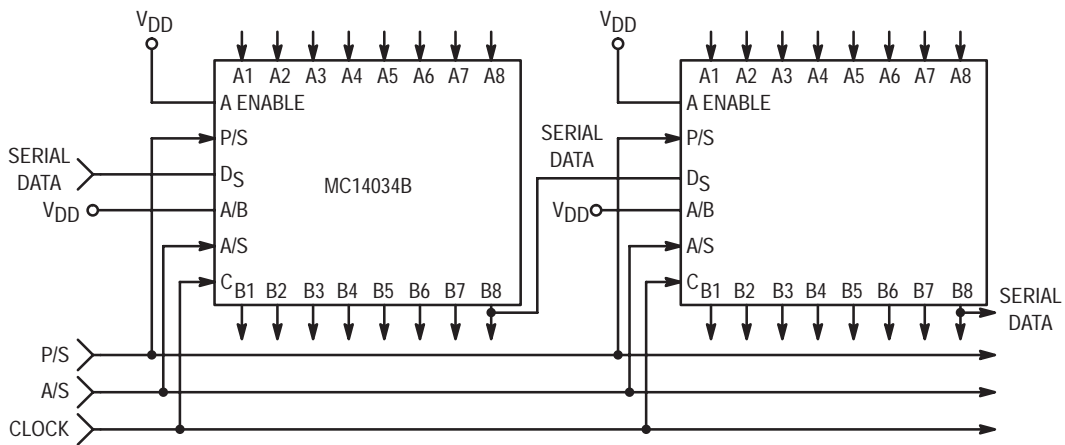 VDD VDD
A1 A2 A3 A4 A5 A6 A7 A8 A1 A2 A3 A4 A5 A6 A7 A8
A ENABLE A ENABLE
P/S SERIAL P/S
SERIAL DATA
DATA DS MC14034B DS
VDD A/B VDD A/B
A/S A/S
C C
B1 B2 B3 B4 B5 B6 B7 B8 B1 B2 B3 B4 B5 B6 B7 B8 SERIAL
DATA
P/S
A/S
CLOCK